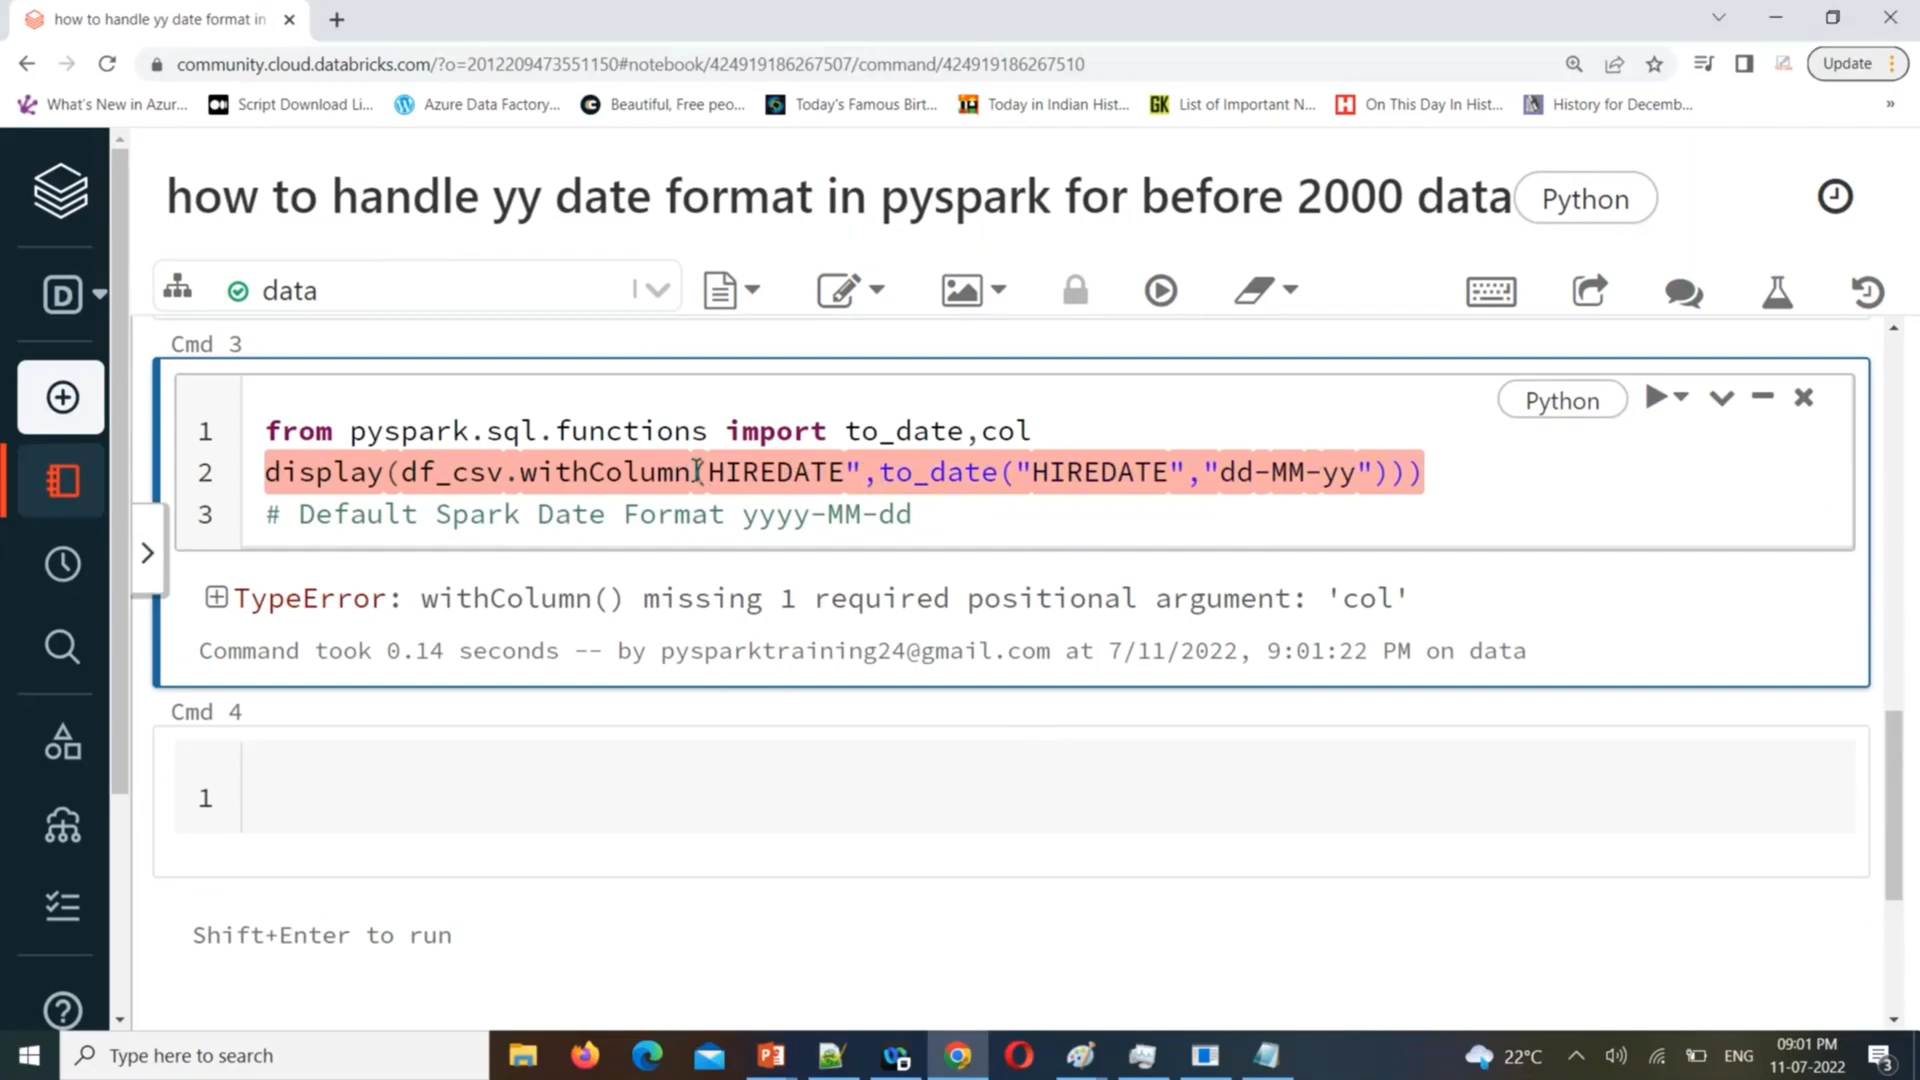 how to handle yy date format in
community.cloud.databricks.com/?o=2012209473551150#notebook/424919186267507/command/424919186267510
Update
What's New in Azur...
Script Download Li...
Azure Data Factory...
Beautiful, Free peo...
Today's Famous Birt...
Today in Indian Hist...
GK
List of Important N...
H
On This Day In Hist...
History for Decemb...
»
how to handle yy date format in pyspark for before 2000 data
Python
D
data
Cmd 3
Python
1 from pyspark.sql.functions import to_date,col
2 display(df_csv.withColumn(HIREDATE",to_date("HIREDATE","dd-MM-yy")))
3 # Default Spark Date Format yyyy-MM-dd
TypeError: withColumn() missing 1 required positional argument: 'col'
Command took 0.14 seconds -- by pysparktraining24@gmail.com at 7/11/2022, 9:01:22 PM on data
Cmd 4
1
Shift+Enter to run
Type here to search
22°C
ENG
09:01 PM
11-07-2022
3